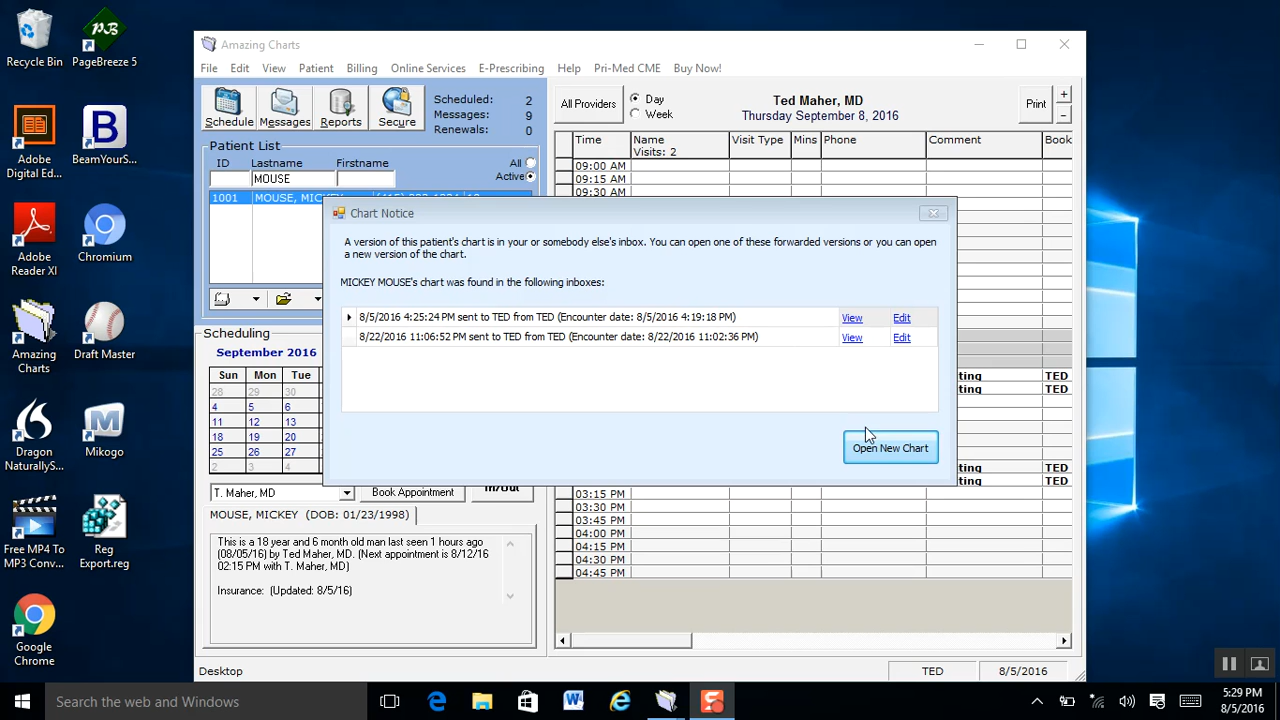 Recycle Bin
PageBreeze 5
Adobe
Digital Ed...
BeamYourS...
Adobe
Reader XI
Chromium
Amazing
Charts
Draft Master
Dragon
NaturallyS...
Mikogo
Free MP4 To
MP3 Conv...
Reg
Export.reg
Google
Chrome
Amazing Charts
File Edit View Patient Billing Online Services E-Prescribing Help Pri-Med CME Buy Now!
Schedule Messages Reports Secure
Scheduled: 2
Messages: 9
Renewals: 0
Patient List
ID Lastname Firstname
All
MOUSE
Active
1001 MOUSE, MICKEY
Scheduling
September 2016
Sun Mon Tue
28 29 30
4 5 6
11 12 13
18 19 20
25 26 27
2 3 4
T. Maher, MD Book Appointment In/Out
MOUSE, MICKEY (DOB: 01/23/1998)
This is a 18 year and 6 month old man last seen 1 hours ago
(08/05/16) by Ted Maher, MD. (Next appointment is 8/12/16
02:15 PM with T. Maher, MD)
Insurance: (Updated: 8/5/16)
Desktop
TED 8/5/2016
All Providers
Day
Week
Ted Maher, MD
Thursday September 8, 2016
Print
+
-
Time Name Visit Type Mins Phone Comment Book
Visits: 2
09:00 AM
09:15 AM
09:30 AM
ting TED
ting TED
ting TED
03:15 PM
03:30 PM
03:45 PM
04:00 PM
04:15 PM
04:30 PM
04:45 PM
Chart Notice
A version of this patient's chart is in your or somebody else's inbox. You can open one of these forwarded versions or you can open
a new version of the chart.
MICKEY MOUSE's chart was found in the following inboxes:
8/5/2016 4:25:24 PM sent to TED from TED (Encounter date: 8/5/2016 4:19:18 PM) View Edit
8/22/2016 11:06:52 PM sent to TED from TED (Encounter date: 8/22/2016 11:02:36 PM) View Edit
Open New Chart
Search the web and Windows
5:29 PM
8/5/2016